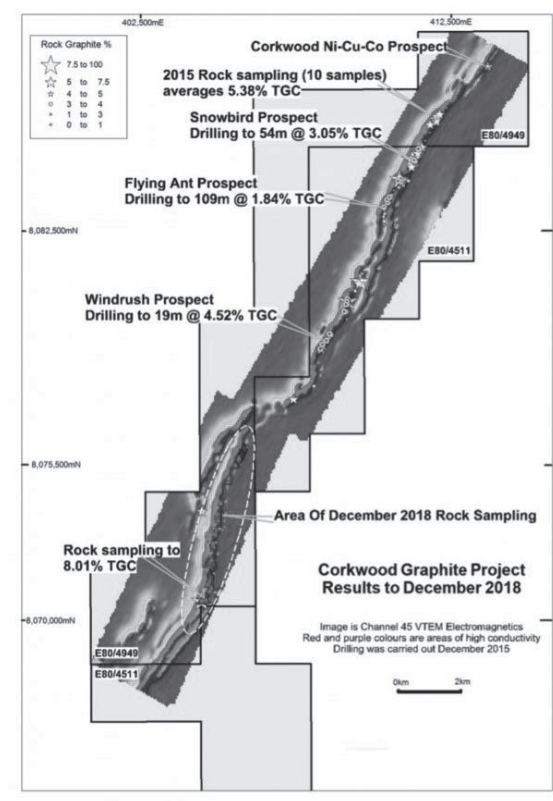 402,500mE
412,500mE
Rock Graphite %
7.5 to 100
5 to 7.5
4 to 5
3 to 4
1 to 3
0 to 1
Corkwood Ni-Cu-Co Prospect
2015 Rock sampling (10 samples)
averages 5.38% TGC
Snowbird Prospect
Drilling to 54m @ 3.05% TGC
E80/4949
Flying Ant Prospect
Drilling to 109m @ 1.84% TGC
8,082,500mN
E80/4511
Windrush Prospect
Drilling to 19m @ 4.52% TGC
8,075,500mN
Area Of December 2018 Rock Sampling
Rock sampling to
8.01% TGC
Corkwood Graphite Project
Results to December 2018
8,070,000mN
Image is Channel 45 VTEM Electromagnetics
Red and purple colours are areas of high conductivity
Drilling was carried out December 2015
E80/4949
E80/4511
0km 2km